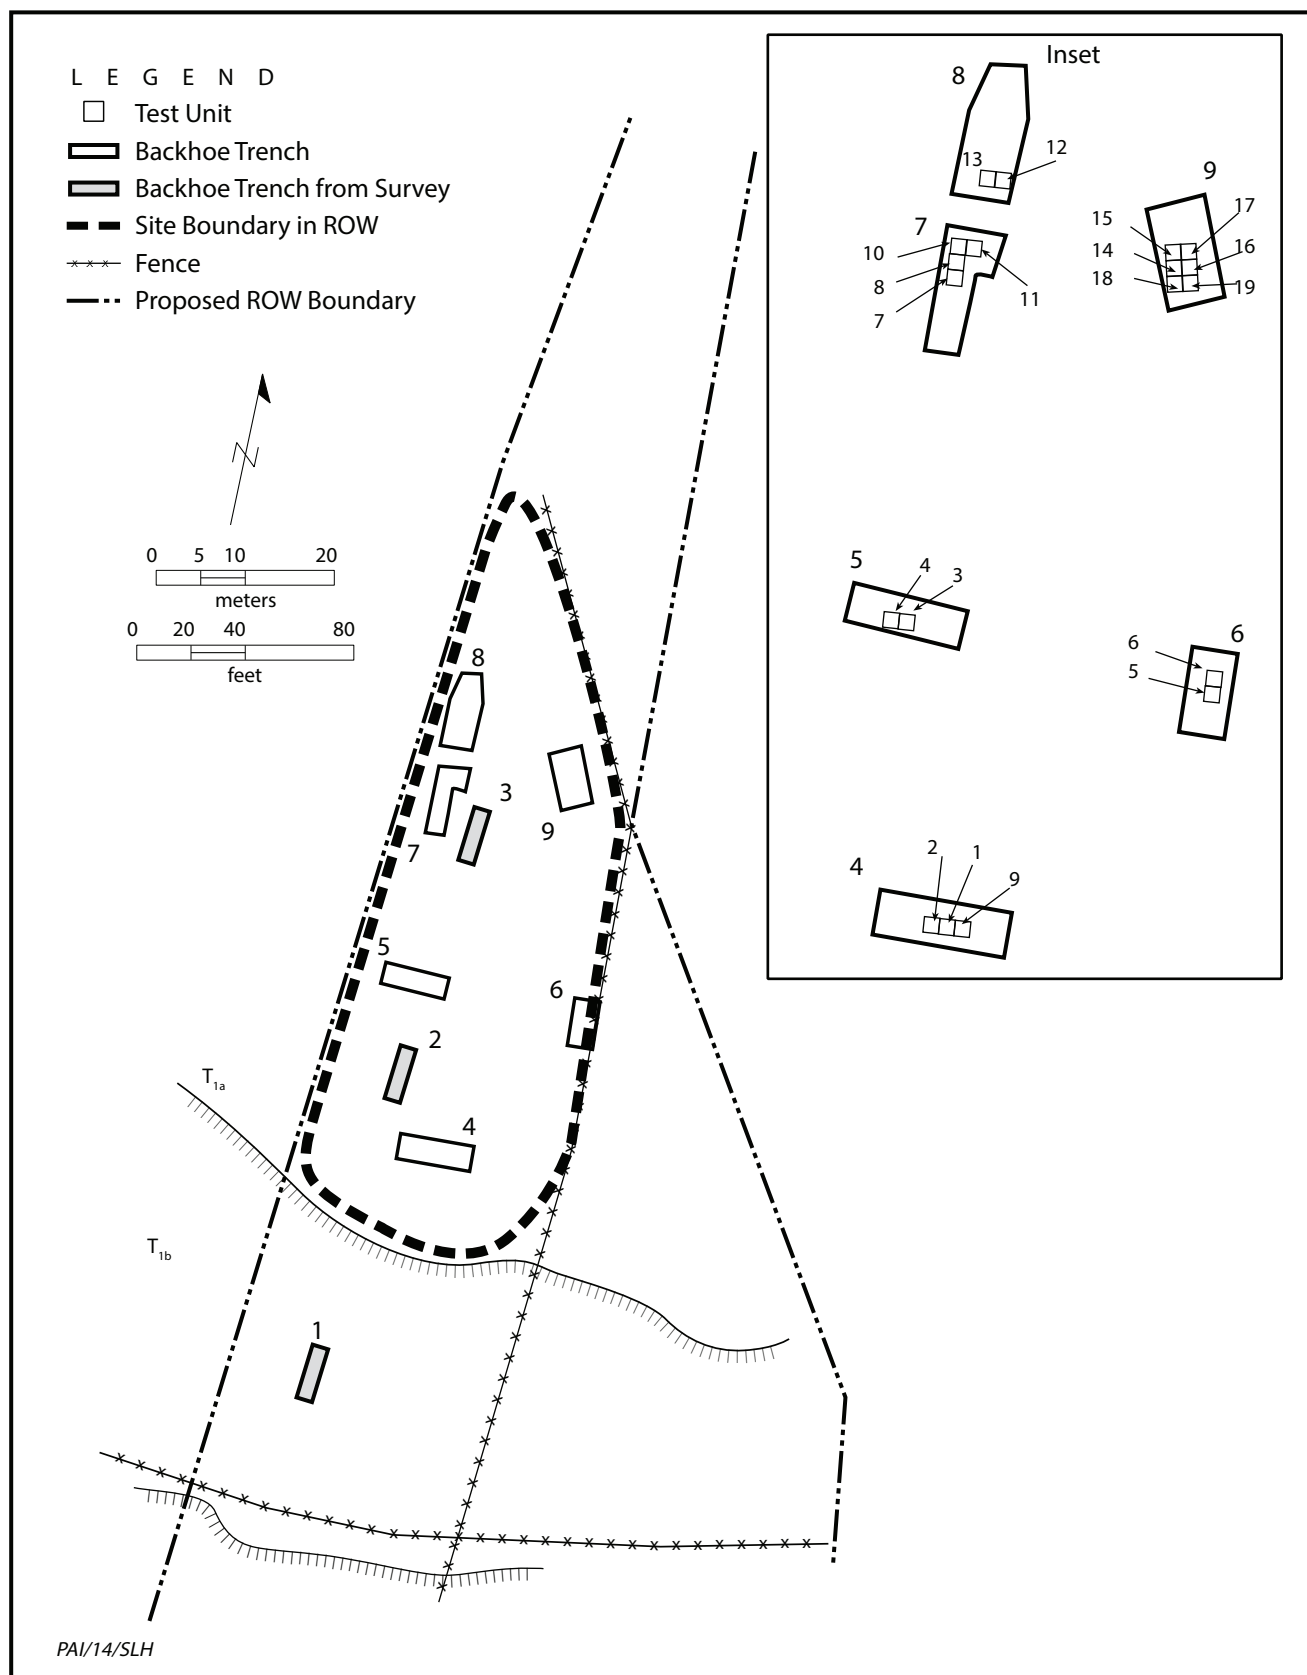 L E G E N D
Test Unit
Backhoe Trench
Backhoe Trench from Survey
Site Boundary in ROW
Fence
Proposed ROW Boundary
0 5 10 20
meters
0 20 40 80
feet
8
3
9
7
5
6
2
T1a
4
T1b
1
PAI/14/SLH
Inset
8
12
13
9
7
17
15
10
16
14
8
18
19
11
7
5
4
3
6
6
5
4
2
1
9